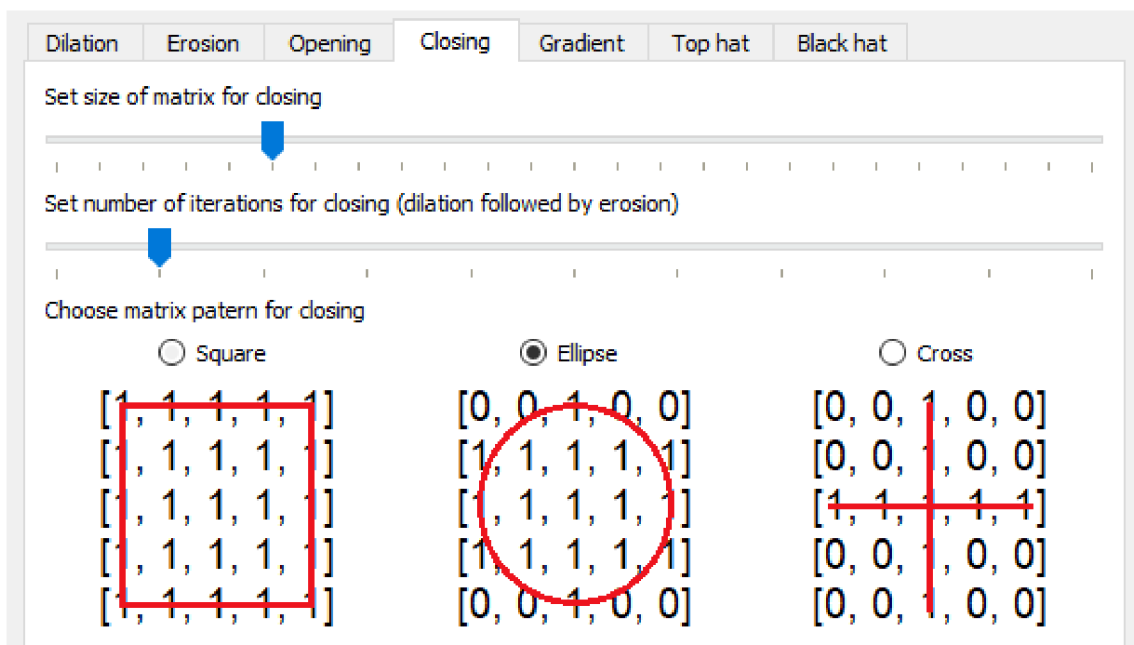 Dilation Erosion Opening Closing Gradient Top hat Black hat
Set size of matrix for closing
Set number of iterations for closing (dilation followed by erosion)
Choose matrix patern for closing
Square Ellipse Cross
[1, 1, 1, 1, 1] [0, 0, 1, 0, 0] [0, 0, 1, 0, 0]
[1, 1, 1, 1, 1] [1, 1, 1, 1, 1] [0, 0, 1, 0, 0]
[1, 1, 1, 1, 1] [1, 1, 1, 1, 1] [1, 1, 1, 1, 1]
[1, 1, 1, 1, 1] [1, 1, 1, 1, 1] [0, 0, 1, 0, 0]
[1, 1, 1, 1, 1] [0, 0, 1, 0, 0] [0, 0, 1, 0, 0]